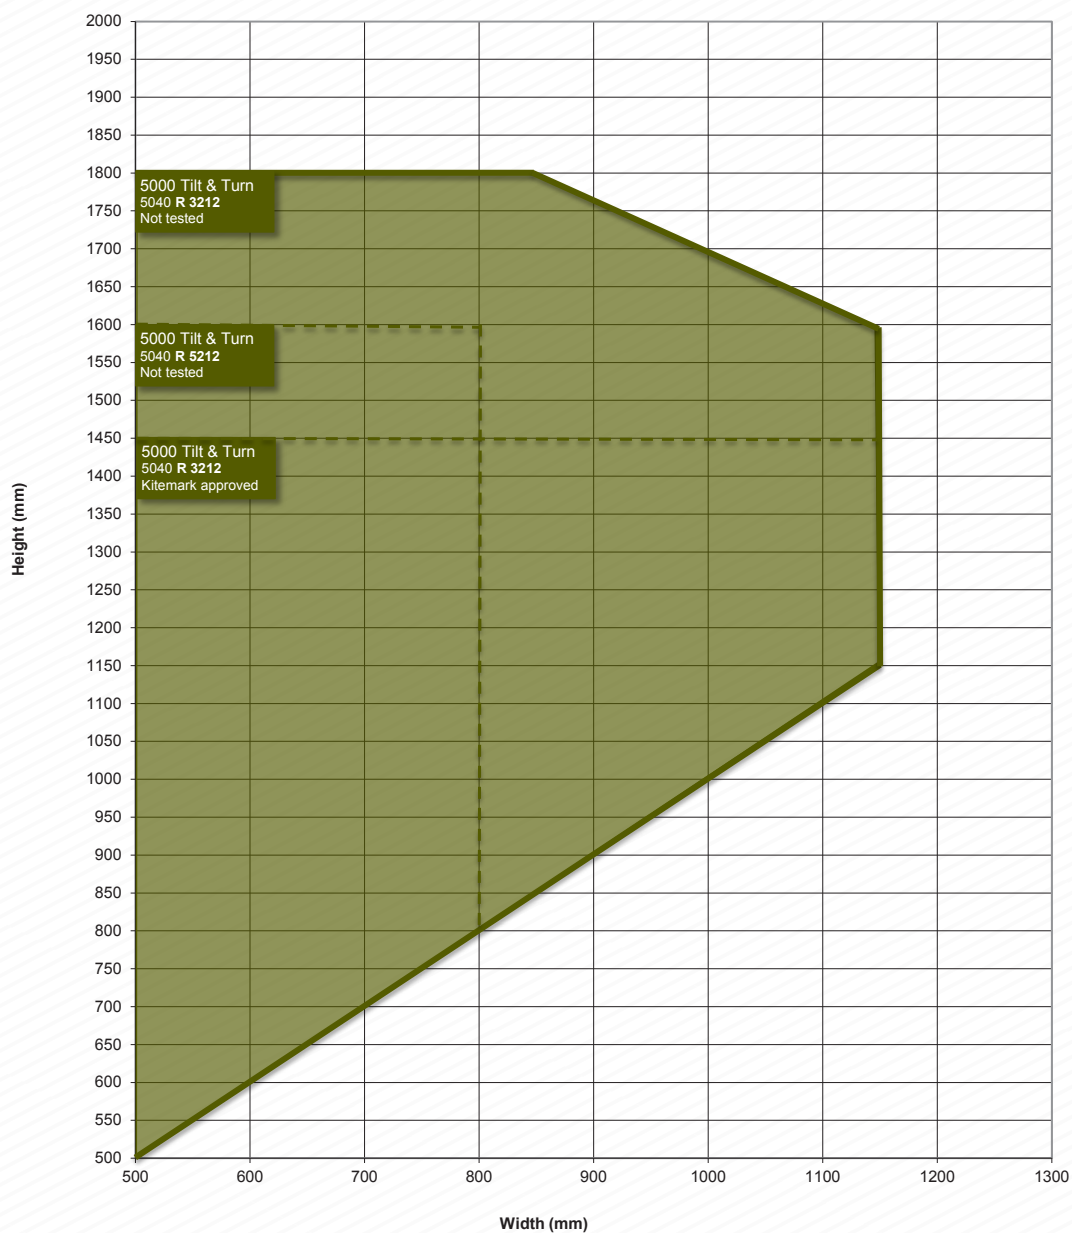 2000
1950
1900
1850
1800
5000 Tilt & Turn
5040 R 3212
Not tested
1750
1700
1650
1600
5000 Tilt & Turn
5040 R 5212
Not tested
1550
1500
1450
5000 Tilt & Turn
5040 R 3212
Kitemark approved
1400
1350
1300
1250
1200
1150
1100
1050
1000
950
900
850
800
750
700
650
600
550
500
Height (mm)
500 600 700 800 900 1000 1100 1200 1300
Width (mm)